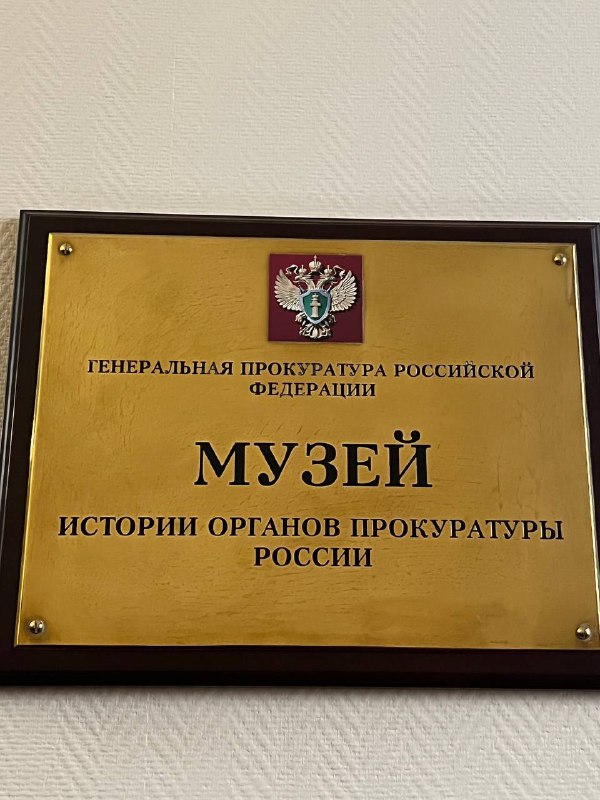 ГЕНЕРАЛЬНАЯ ПРОКУРАТУРА РОССИЙСКОЙ
ФЕДЕРАЦИИ
МУЗЕЙ
ИСТОРИИ ОРГАНОВ ПРОКУРАТУРЫ
РОССИИ